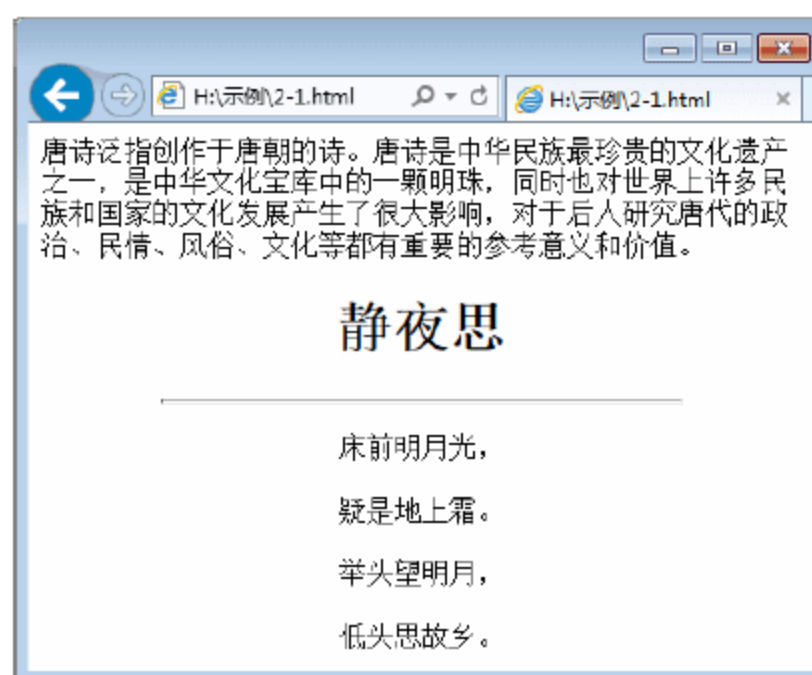 H:\示例\2-1.html
H:\示例\2-1.html
唐诗泛指创作于唐朝的诗。唐诗是中华民族最珍贵的文化遗产
之一，是中华文化宝库中的一颗明珠，同时也对世界上许多民
族和国家的文化发展产生了很大影响，对于后人研究唐代的政
治、民情、风俗、文化等都有重要的参考意义和价值。
静夜思
床前明月光，
疑是地上霜。
举头望明月，
低头思故乡。